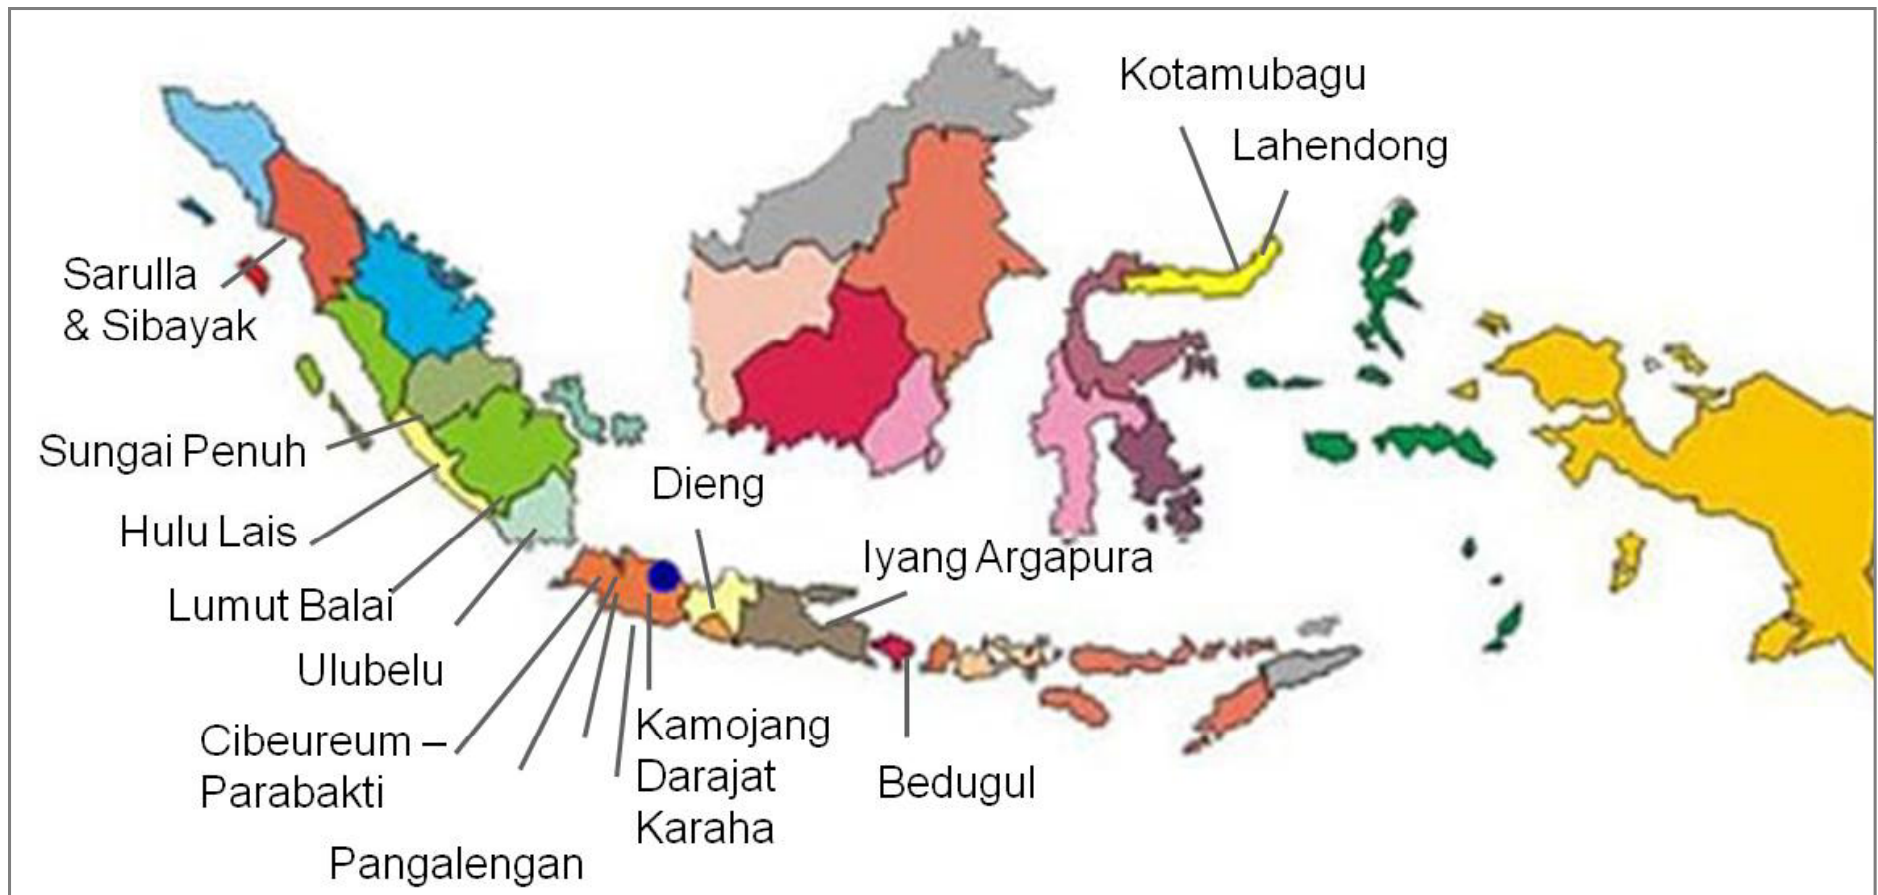 Kotamubagu
Lahendong
Sarulla
& Sibayak
Sungai Penuh
Dieng
Hulu Lais
Iyang Argapura
Lumut Balai
Ulubelu
Cibeureum –
Parabakti
Kamojang
Darajat
Karaha
Bedugul
Pangalengan